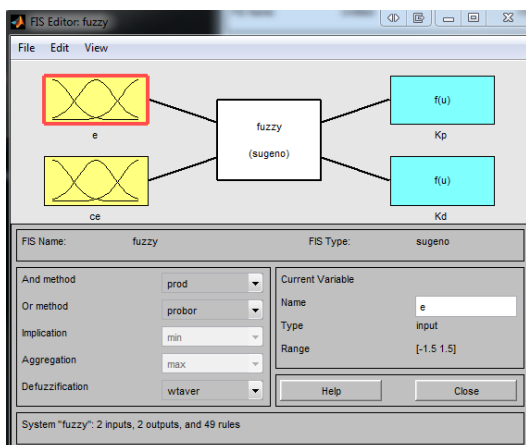 FIS Editor: fuzzy
File Edit View
f(u)
fuzzy
e
Kp
(sugeno)
f(u)
ce
Kd
FIS Name: fuzzy FIS Type: sugeno
And method prod
Or method probor
Implication min
Aggregation max
Defuzzification wtaver
Current Variable
Name e
Type input
Range [-1.5 1.5]
Help Close
System "fuzzy": 2 inputs, 2 outputs, and 49 rules